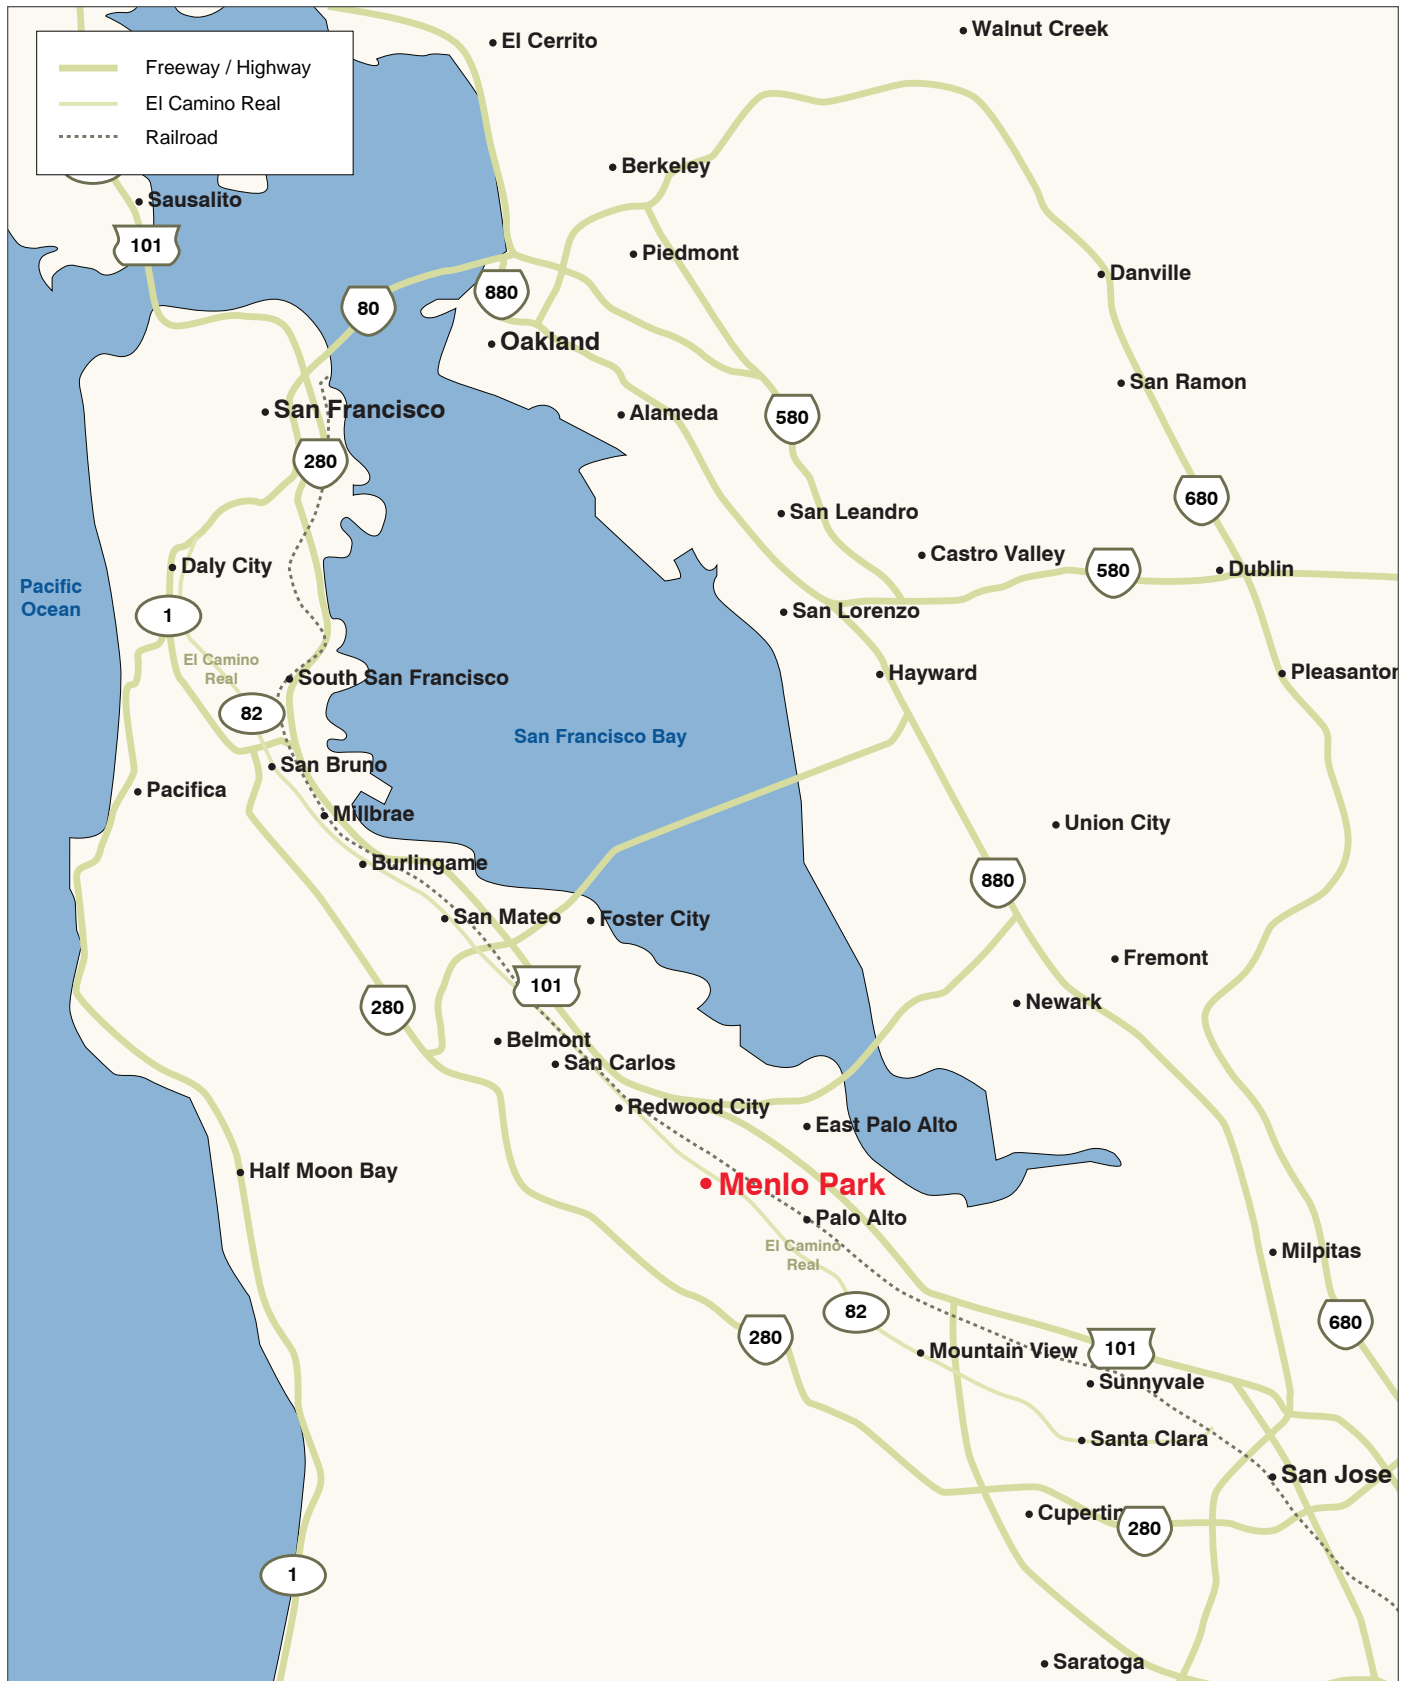 Walnut Creek
El Cerrito
Freeway / Highway
El Camino Real
Railroad
Berkeley
Sausalito
101
Piedmont
Danville
880
80
Oakland
San Ramon
San Francisco
Alameda
580
280
680
San Leandro
Castro Valley
Daly City
580
Dublin
Pacific
Ocean
1
San Lorenzo
El Camino
Real
South San Francisco
Hayward
Pleasanton
82
San Francisco Bay
San Bruno
Pacifica
Millbrae
Union City
Burlingame
880
San Mateo
Foster City
Fremont
101
280
Newark
Belmont
San Carlos
Redwood City
East Palo Alto
Half Moon Bay
Menlo Park
Palo Alto
El Camino
Real
Milpitas
82
680
280
101
Mountain View
Sunnyvale
Santa Clara
San Jose
Cupertin
280
1
Saratoga